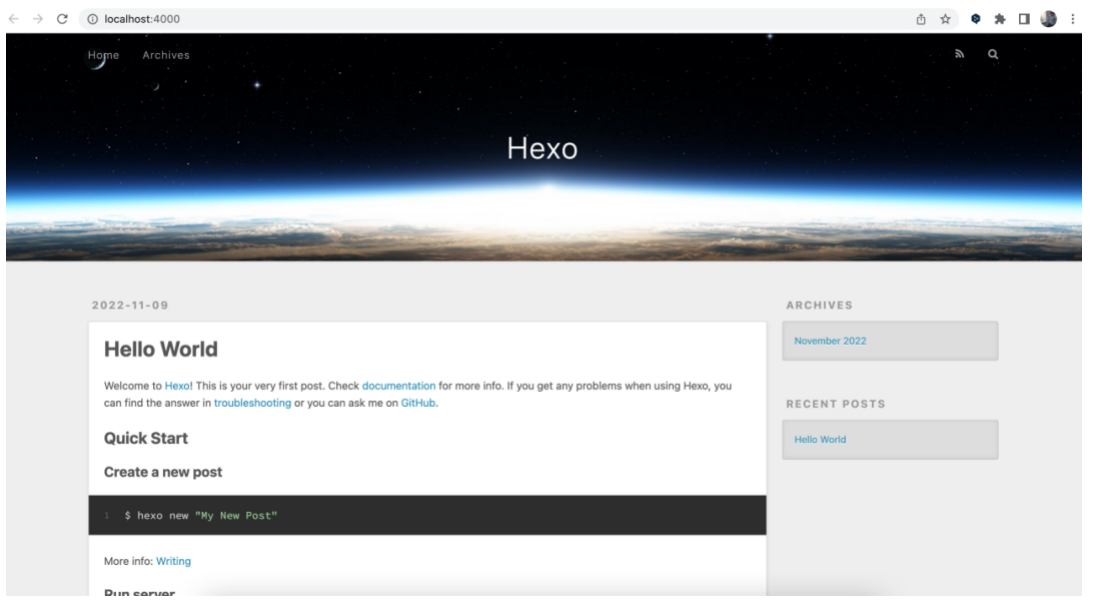 localhost:4000
Home Archives
Hexo
2022-11-09
Hello World
Welcome to Hexo! This is your very first post. Check documentation for more info. If you get any problems when using Hexo, you
can find the answer in troubleshooting or you can ask me on GitHub.
Quick Start
Create a new post
1 $ hexo new "My New Post"
More info: Writing
Run server
ARCHIVES
November 2022
RECENT POSTS
Hello World